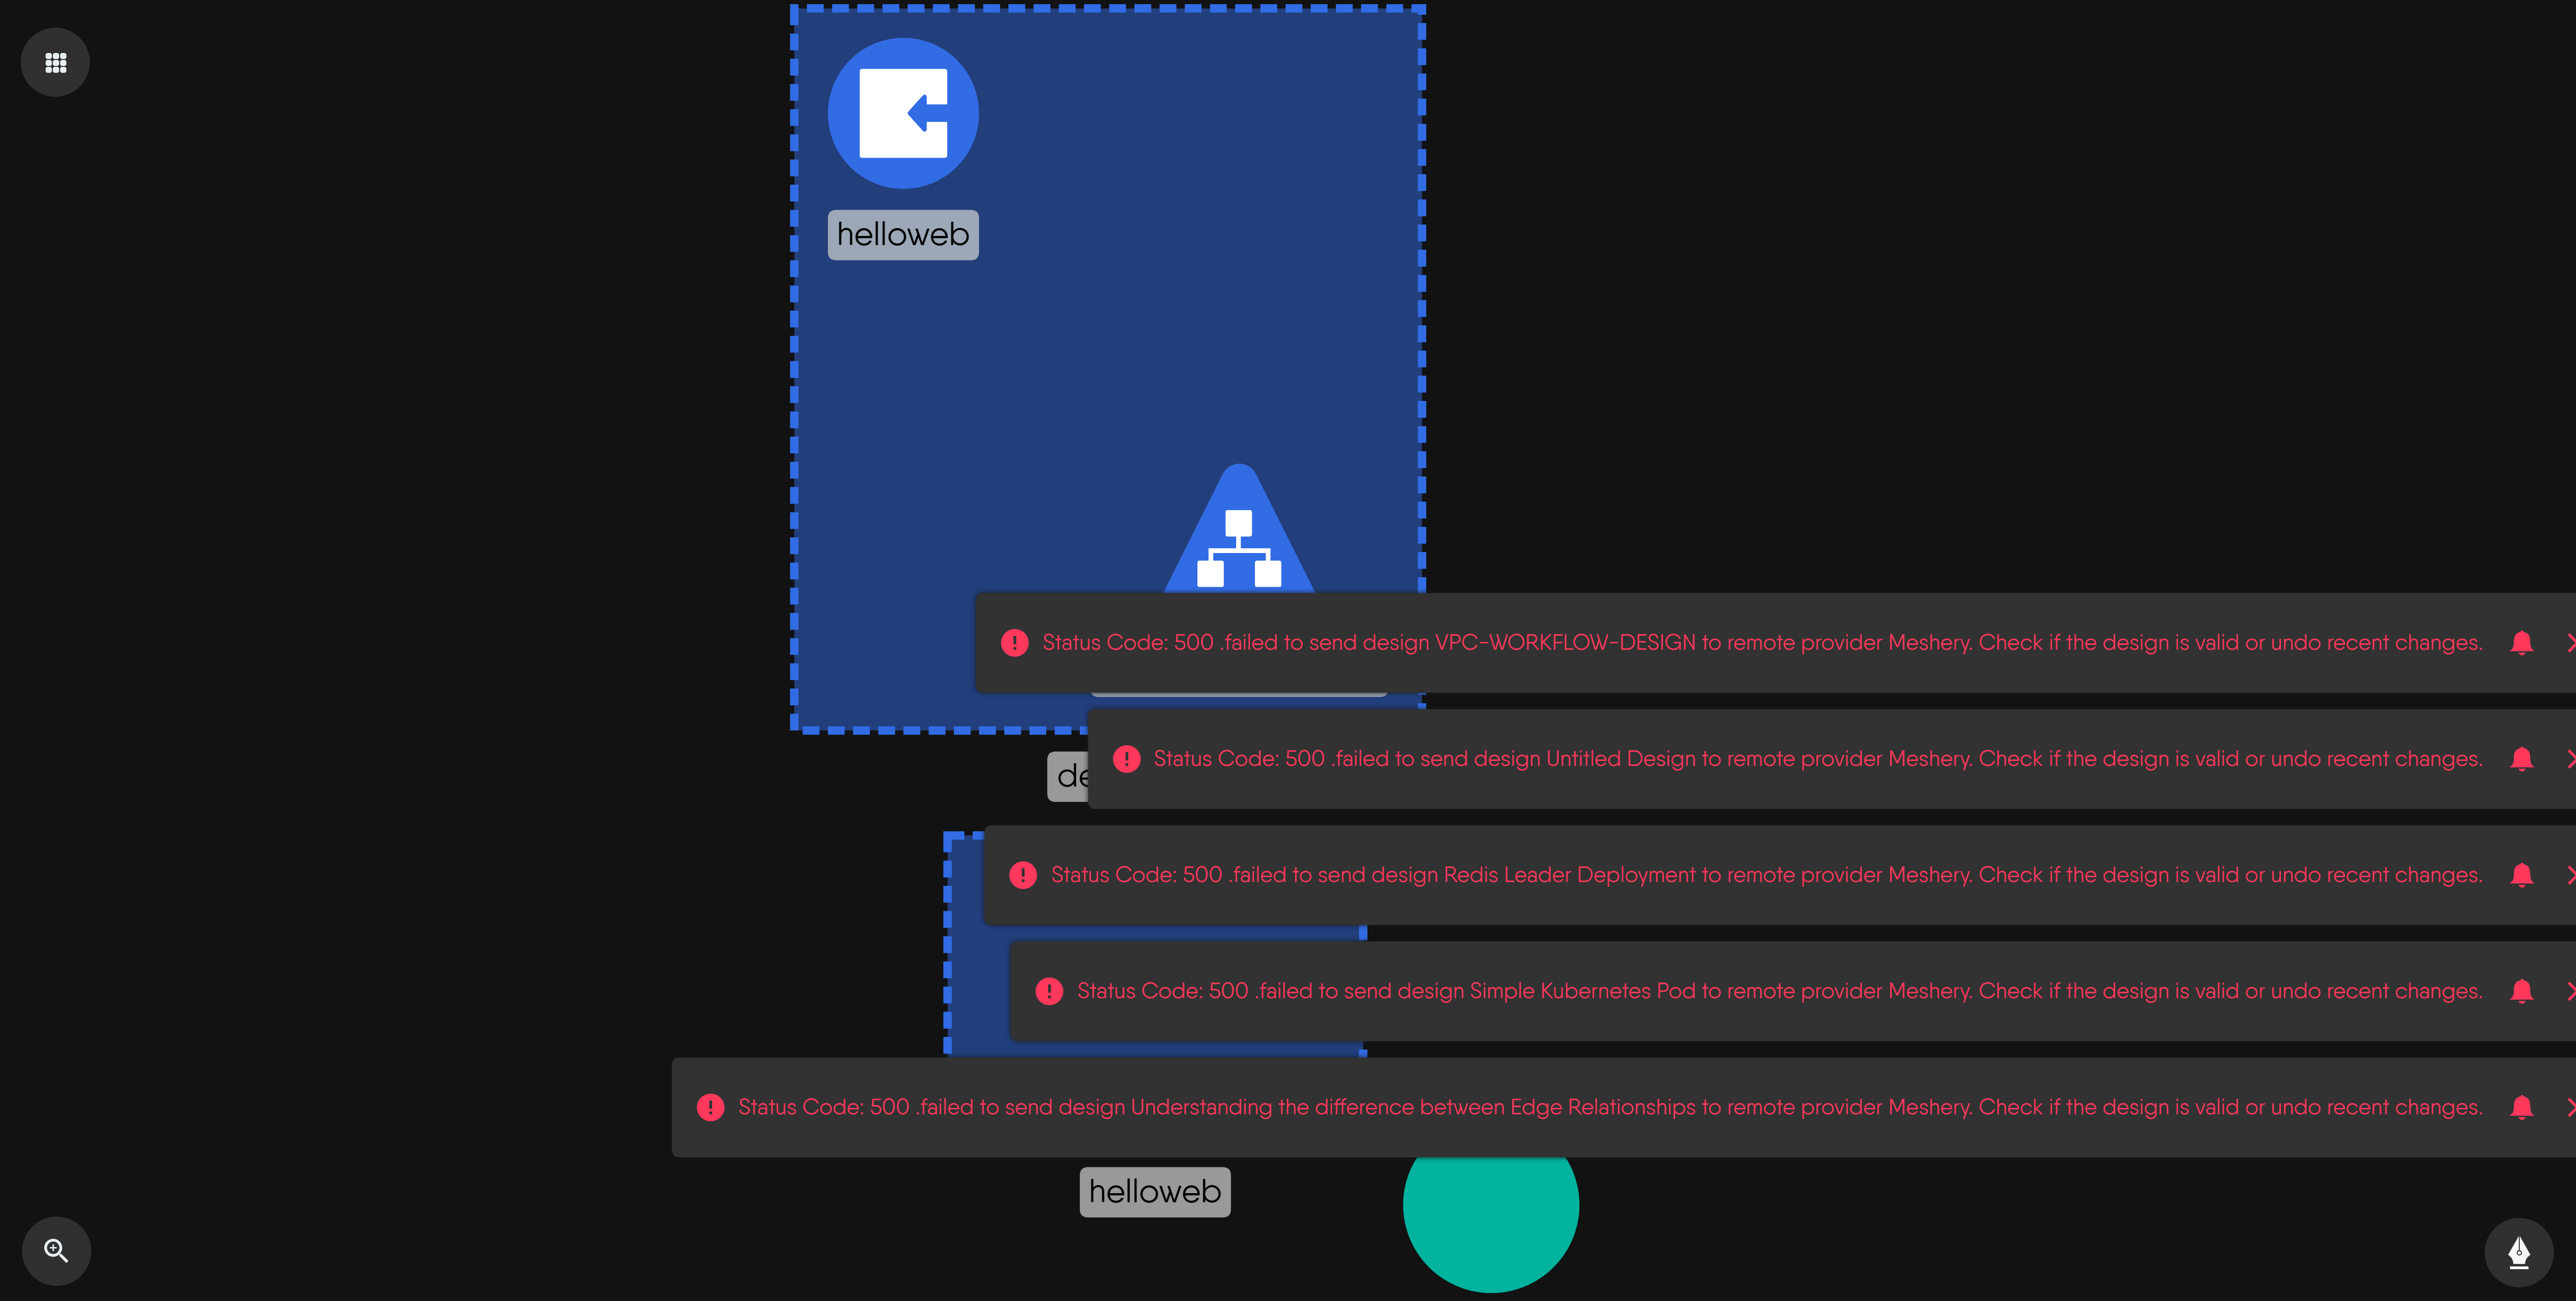 helloweb
Status Code: 500 .failed to send design VPC-WORKFLOW-DESIGN to remote provider Meshery. Check if the design is valid or undo recent changes.
Status Code: 500 .failed to send design Untitled Design to remote provider Meshery. Check if the design is valid or undo recent changes.
Status Code: 500 .failed to send design Redis Leader Deployment to remote provider Meshery. Check if the design is valid or undo recent changes.
Status Code: 500 .failed to send design Simple Kubernetes Pod to remote provider Meshery. Check if the design is valid or undo recent changes.
Status Code: 500 .failed to send design Understanding the difference between Edge Relationships to remote provider Meshery. Check if the design is valid or undo recent changes.
helloweb